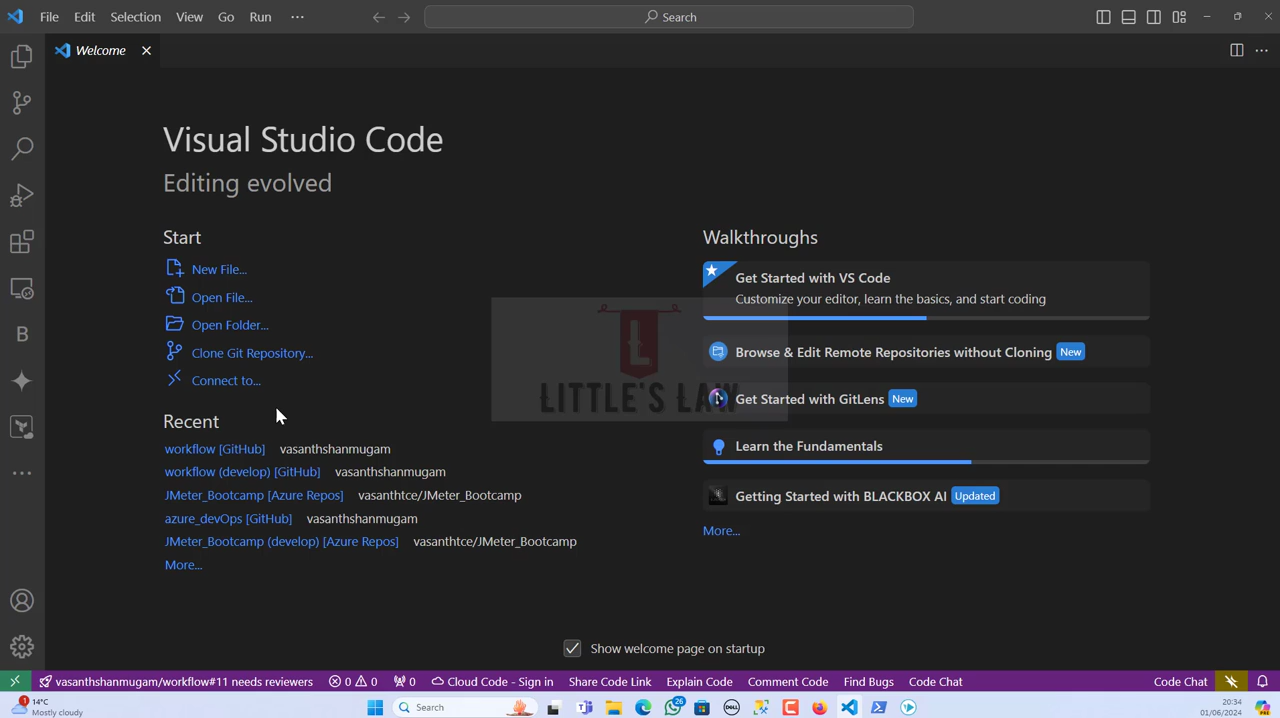 File Edit Selection View Go Run ...
Search
Welcome
Visual Studio Code
Editing evolved
Start
New File...
Open File...
Open Folder...
Clone Git Repository...
Connect to...
Recent
workflow [GitHub] vasanthshanmugam
workflow (develop) [GitHub] vasanthshanmugam
JMeter_Bootcamp [Azure Repos] vasanthtce/JMeter_Bootcamp
azure_devOps [GitHub] vasanthshanmugam
JMeter_Bootcamp (develop) [Azure Repos] vasanthtce/JMeter_Bootcamp
More...
Walkthroughs
Get Started with VS Code
Customize your editor, learn the basics, and start coding
Browse & Edit Remote Repositories without Cloning New
Get Started with GitLens New
Learn the Fundamentals
Getting Started with BLACKBOX AI Updated
More...
L
LITTLE'S LAW
B
Show welcome page on startup
vasanthshanmugam/workflow#11 needs reviewers 0 0 0 Cloud Code - Sign in Share Code Link Explain Code Comment Code Find Bugs Code Chat Code Chat
1
14°C
Mostly cloudy
Search
26
DELL
20:34
01/06/2024